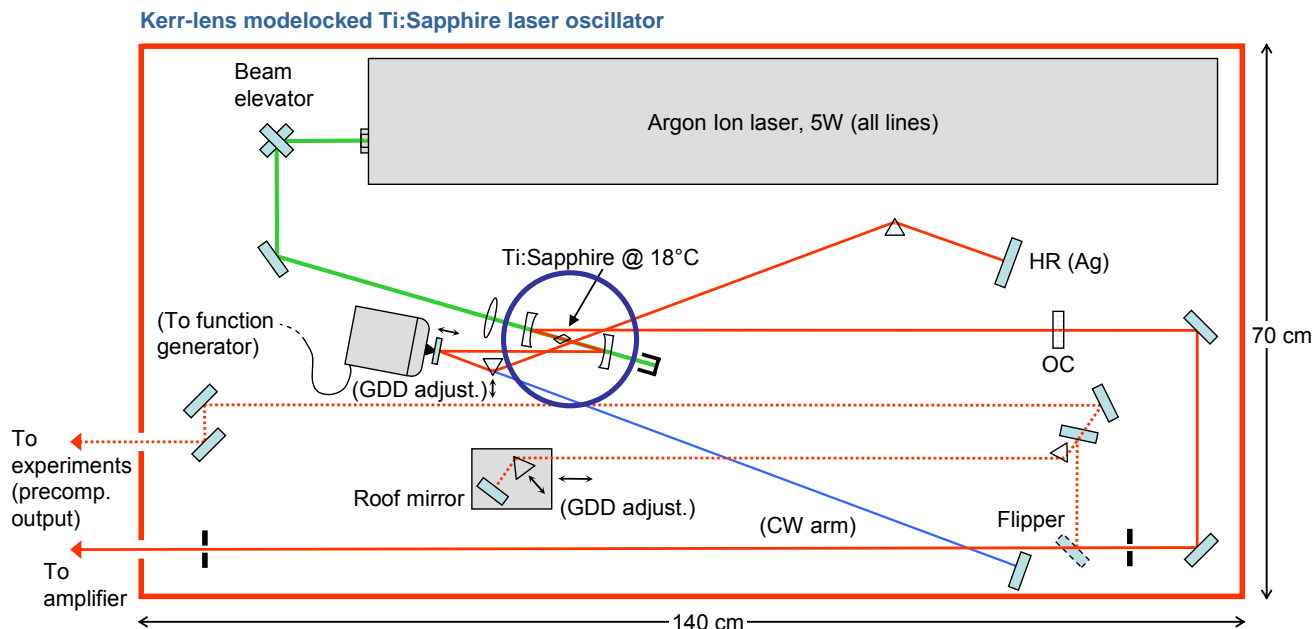 Kerr-lens modelocked Ti:Sapphire laser oscillator
Beam
elevator
Argon Ion laser, 5W (all lines)
Ti:Sapphire @ 18°C
HR (Ag)
(To function
generator)
70 cm
OC
(GDD adjust.)
To
experiments
(precomp.
output)
Roof mirror
(GDD adjust.)
(CW arm)
Flipper
To
amplifier
140 cm